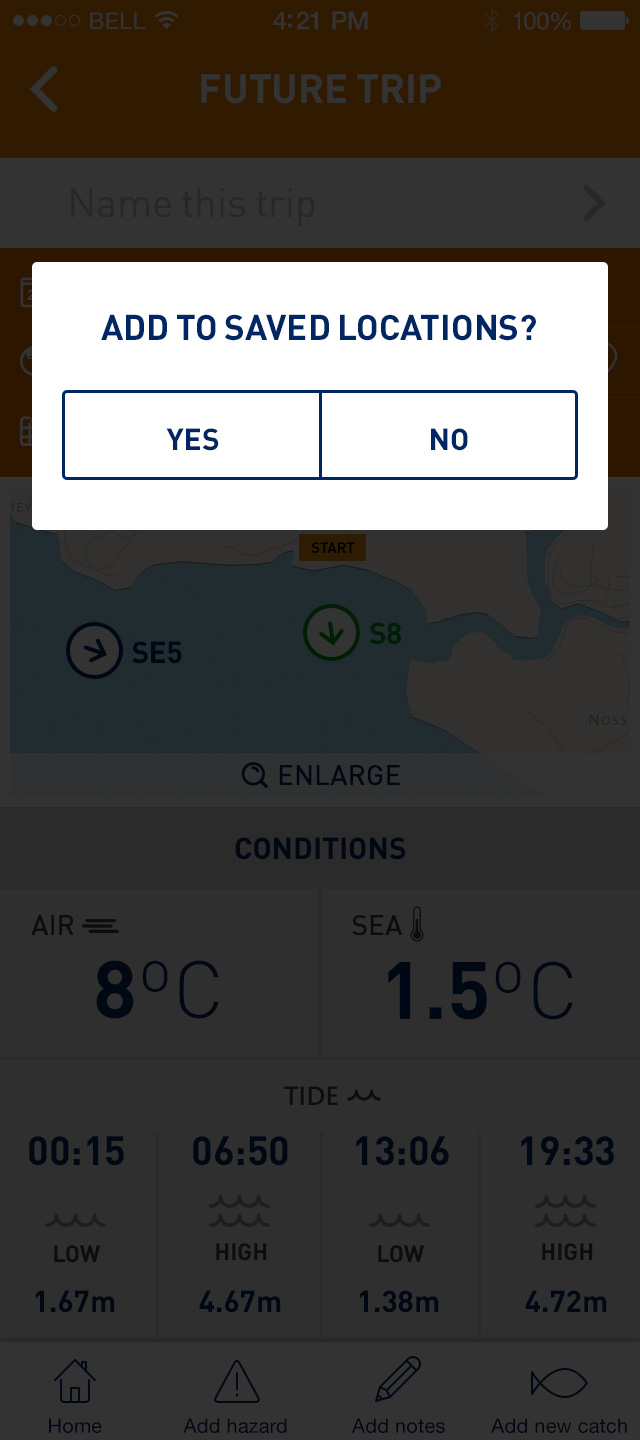 BELL 4:21 PM 100%
FUTURE TRIP
Name this trip
ADD TO SAVED LOCATIONS?
YES NO
START
SE5 S8
NOSS
ENLARGE
CONDITIONS
AIR SEA
8°C 1.5°C
TIDE
00:15 06:50 13:06 19:33
LOW HIGH LOW HIGH
1.67m 4.67m 1.38m 4.72m
Home Add hazard Add notes Add new catch